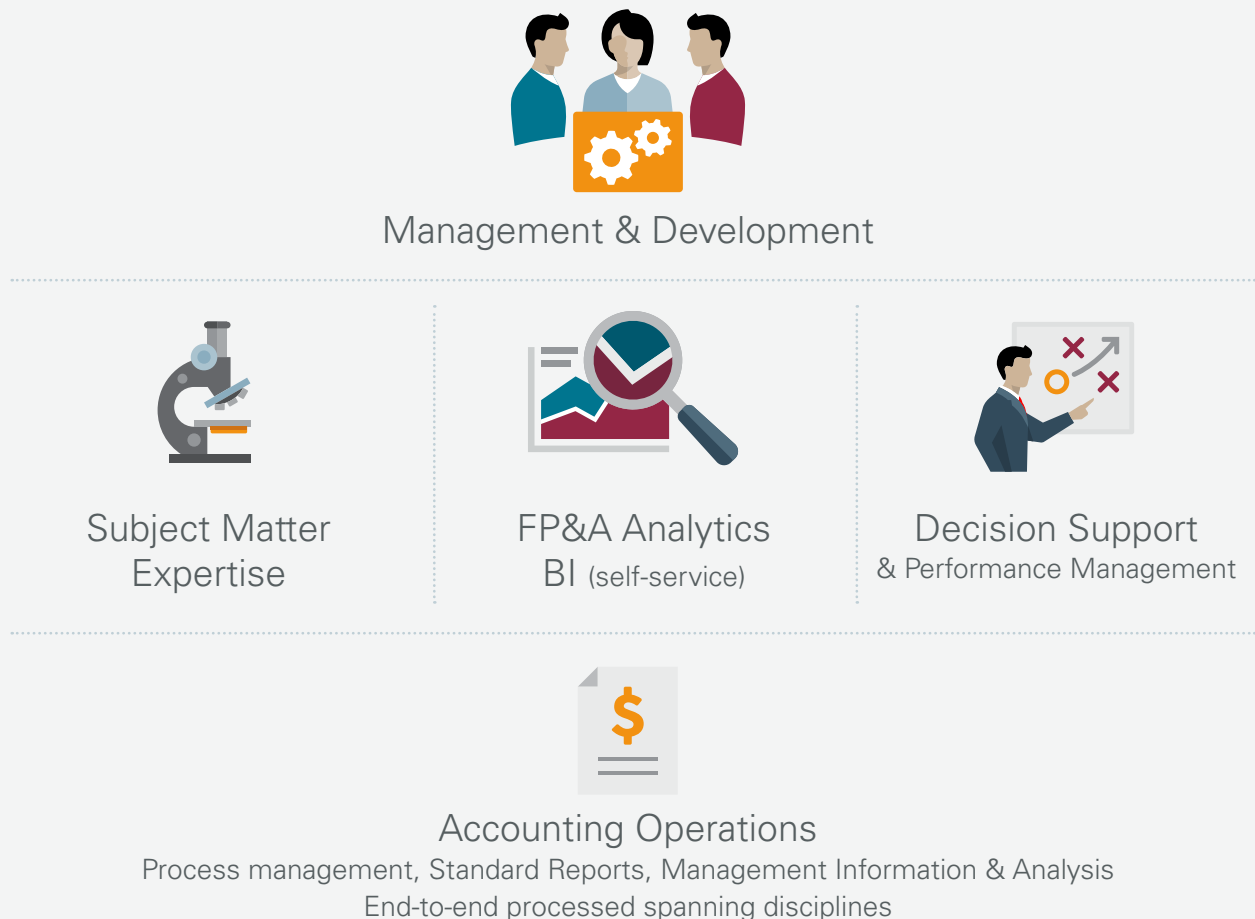 Management & Development
Subject Matter
Expertise
FP&A Analytics
BI (self-service)
Decision Support
& Performance Management
$
Accounting Operations
Process management, Standard Reports, Management Information & Analysis
End-to-end processed spanning disciplines